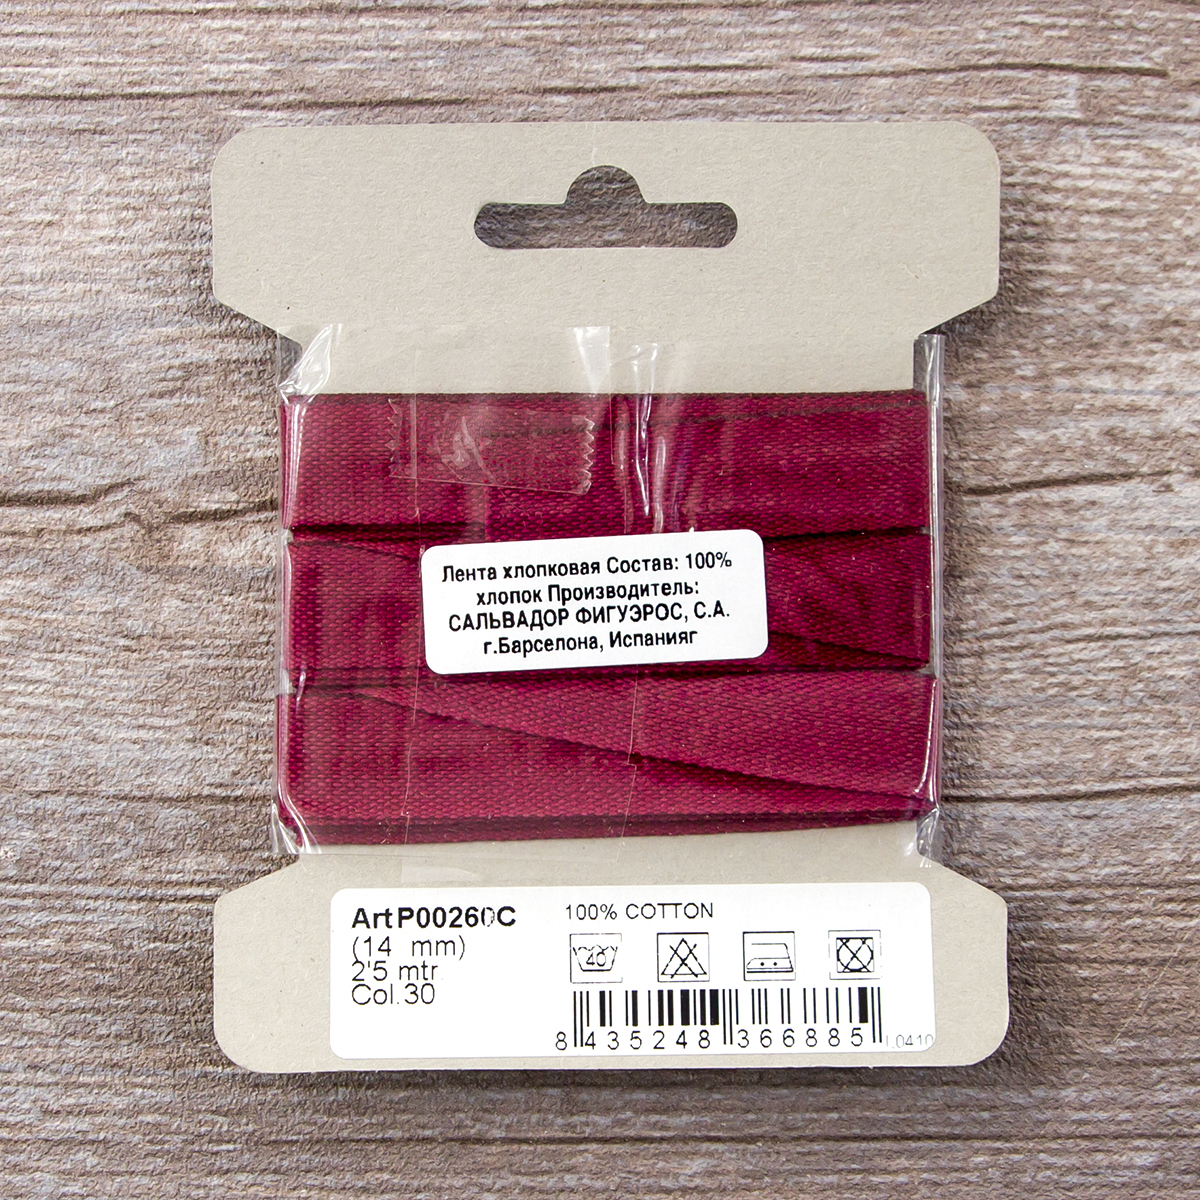 Лента хлопковая Состав: 100%
хлопок Производитель:
САЛЬВАДОР ФИГУЭРОС, С.А.
г.Барселона, Испанияг
Art P00260C
(14 mm)
2'5 mtr
Col.30
100% COTTON
40
8 435248 366885